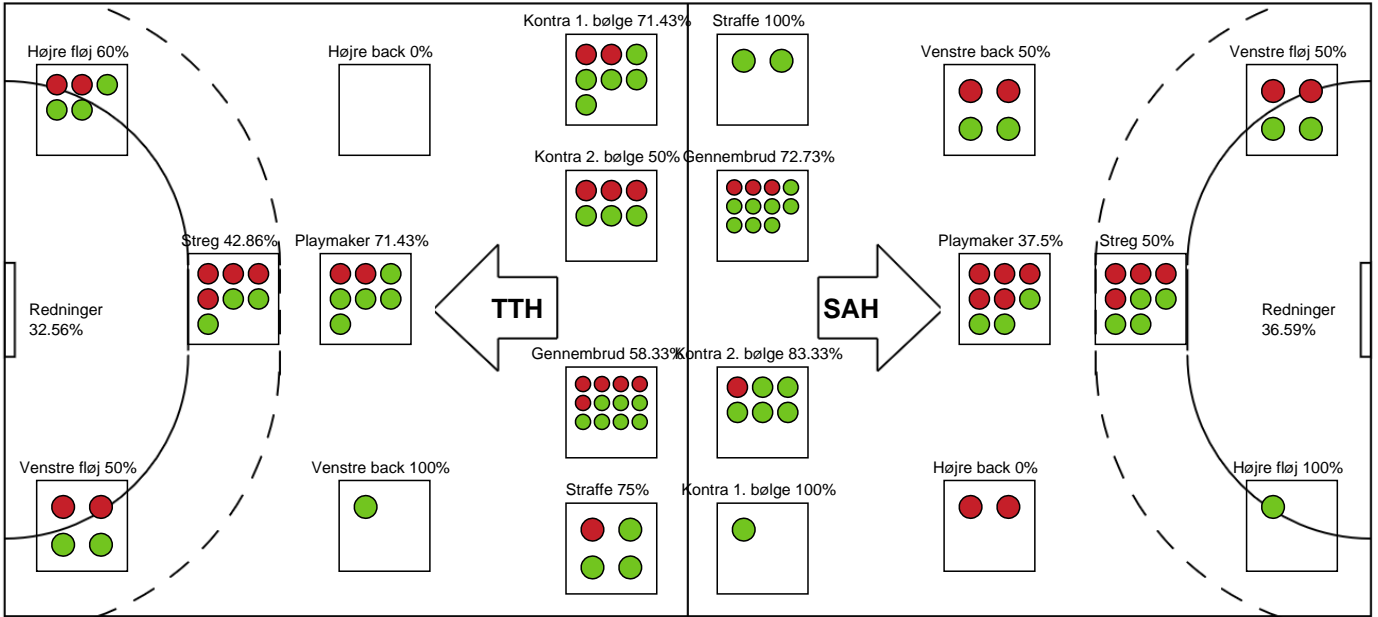 Kontra 1. bølge 71.43%
Straffe 100%
Højre fløj 60%
Højre back 0%
Venstre back 50%
Venstre fløj 50%
Kontra 2. bølge 50%
Gennembrud 72.73%
Streg 42.86%
Playmaker 71.43%
Playmaker 37.5%
Streg 50%
Redninger
32.56%
TTH
SAH
Redninger
36.59%
Gennembrud 58.33%
Kontra 2. bølge 83.33%
Venstre fløj 50%
Venstre back 100%
Højre back 0%
Højre fløj 100%
Straffe 75%
Kontra 1. bølge 100%